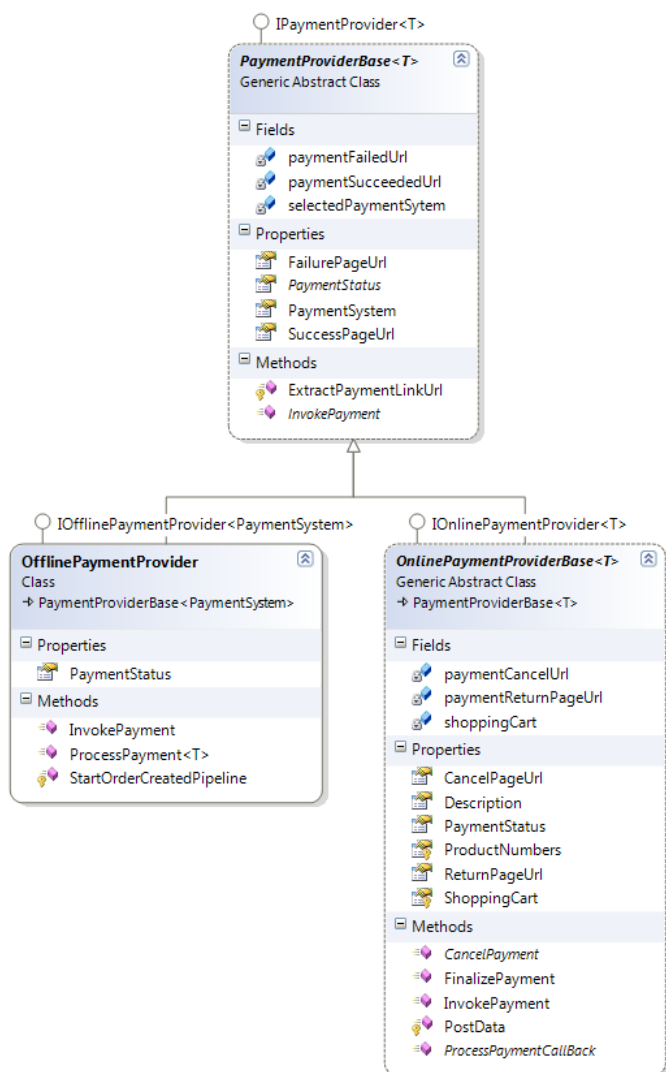 IPaymentProvider<T>
PaymentProviderBase<T>
Generic Abstract Class
Fields
paymentFailedUrl
paymentSucceededUrl
selectedPaymentSytem
Properties
FailurePageUrl
PaymentStatus
PaymentSystem
SuccessPageUrl
Methods
ExtractPaymentLinkUrl
InvokePayment
IOfflinePaymentProvider<PaymentSystem>
OfflinePaymentProvider
Class
PaymentProviderBase<PaymentSystem>
Properties
PaymentStatus
Methods
InvokePayment
ProcessPayment<T>
StartOrderCreatedPipeline
IOnlinePaymentProvider<T>
OnlinePaymentProviderBase<T>
Generic Abstract Class
PaymentProviderBase<T>
Fields
paymentCancelUrl
paymentReturnPageUrl
shoppingCart
Properties
CancelPageUrl
Description
PaymentStatus
ProductNumbers
ReturnPageUrl
ShoppingCart
Methods
CancelPayment
FinalizePayment
InvokePayment
PostData
ProcessPaymentCallBack